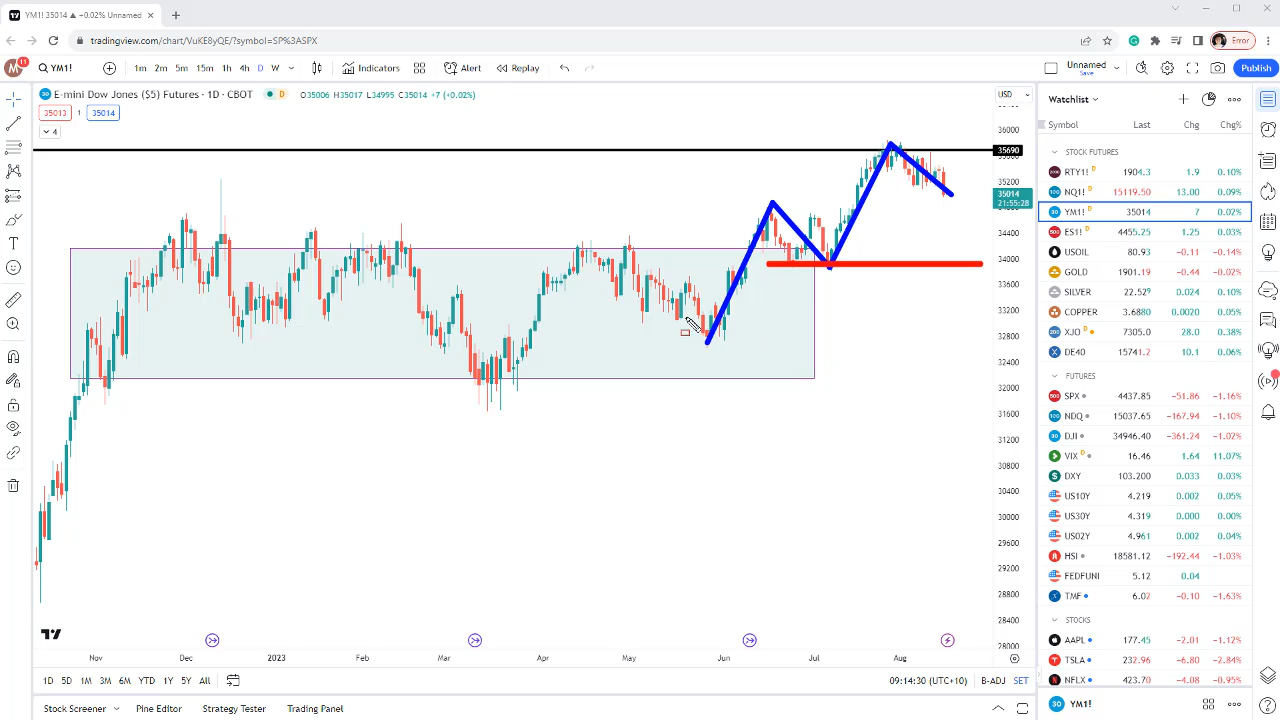 YM1! 35014 ▲ +0.02% Unnamed
tradingview.com/chart/VuKE8yQE/?symbol=SP%3ASPX
Error
M 11
YM1!
1m 2m 5m 15m 1h 4h D W
Indicators
Alert
Replay
Unnamed
Save
Publish
E-mini Dow Jones ($5) Futures · 1D · CBOT
D
O35006 H35017 L34995 C35014 +7 (+0.02%)
35013 1 35014
4
USD
36000
35690
35200
35014
21:55:28
34400
34000
33600
33200
32800
32400
32000
31600
31200
30800
30400
30000
29600
29200
28800
28400
28000
Nov Dec 2023 Mar Apr May Jun Jul Aug
1D 5D 1M 3M 6M YTD 1Y 5Y All
09:14:30 (UTC+10)
B-ADJ
SET
Stock Screener
Pine Editor
Strategy Tester
Watchlist
Symbol Last Chg Chg%
STOCK FUTURES
RTY1! D 1904.3 1.9 0.10%
NQ1! D 15119.50 13.00 0.09%
YM1! D 35014 7 0.02%
ES1! D 4455.25 1.25 0.03%
USOIL 80.93 −0.11 −0.14%
GOLD 1901.19 −0.44 −0.02%
SILVER 22.529 0.024 0.10%
COPPER 3.6880 0.0020 0.05%
XJO D 7305.0 28.0 0.38%
DE40 15741.2 10.1 0.06%
FUTURES
SPX 4437.85 −51.86 −1.16%
NDQ 15037.65 −167.94 −1.10%
DJI 34946.40 −361.24 −1.02%
VIX D 16.46 1.64 11.07%
DXY 103.200 0.033 0.03%
US10Y 4.219 0.002 0.05%
US30Y 4.319 0.000 0.00%
US02Y 4.961 0.002 0.04%
HSI 18581.12 −192.44 −1.03%
FEDFUNI 5.12 0.04
TMF 6.02 −0.10 −1.63%
STOCKS
AAPL 177.45 −2.01 −1.12%
TSLA 232.96 −6.80 −2.84%
NFLX 423.70 −4.08 −0.95%
YM1!